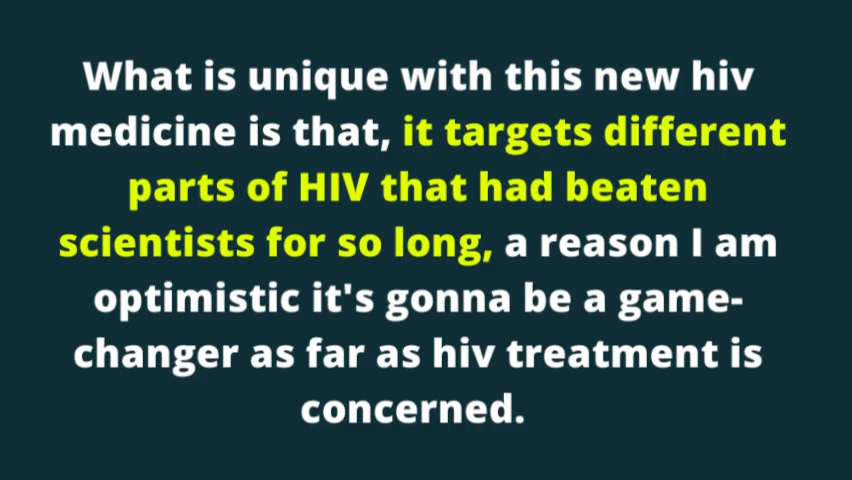 What is unique with this new hiv
medicine is that, it targets different
parts of HIV that had beaten
scientists for so long, a reason I am
optimistic it's gonna be a game-
changer as far as hiv treatment is
concerned.